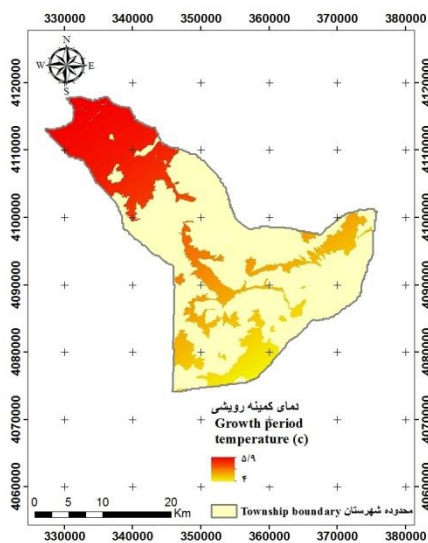 330000 340000 350000 360000 370000 380000
N
W E
S
4120000 4120000
4110000 4110000
4100000 4100000
4090000 4090000
4080000 4080000
4070000 4070000
4060000 4060000
دمای کمینه رویشی
Growth period
temperature (c)
۵/۹
۴
0 5 10 20
Km
Township boundary محدوده شهرستان
330000 340000 350000 360000 370000 380000